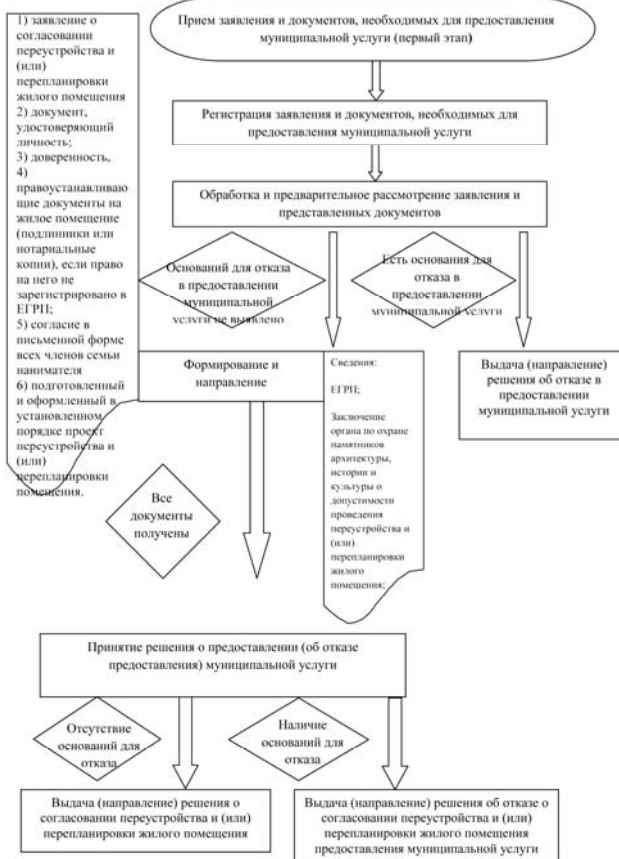 1) заявление о
согласовании
переустройства и
(или)
перепланировки
жилого помещения
2) документ,
удостоверяющий
личность;
3) доверенность,
4)
правоустанавливаю
щие документы на
жилое помещение
(подлинники или
нотариальные
копии), если право
на него не
зарегистрировано в
ЕГРП;
5) согласие в
письменной форме
всех членов семьи
нанимателя
6) подготовленный
и оформленный в
установленном
порядке проект
переустройства и
(или)
перепланировки
помещения.
Прием заявления и документов, необходимых для предоставления
муниципальной услуги (первый этап)
Регистрация заявления и документов, необходимых для
предоставления муниципальной услуги
Обработка и предварительное рассмотрение заявления и
представленных документов
Оснований для отказа
в предоставлении
муниципальной
услуги не выявлено
Есть основания для
отказа в
предоставлении
муниципальной услуги
Формирование и
направление
Сведения:
ЕГРП;
Заключение
органа по охране
памятников
архитектуры,
истории и
культуры о
допустимости
проведения
переустройства и
(или)
перепланировки
жилого
помещения;
Выдача (направление)
решения об отказе в
предоставлении
муниципальной услуги
Все
документы
получены
Принятие решения о предоставлении (об отказе
предоставления) муниципальной услуги
Отсутствие
оснований для
отказа
Наличие
оснований для
отказа
Выдача (направление) решения о
согласовании переустройства и (или)
перепланировки жилого помещения
Выдача (направление) решения об отказе о
согласовании переустройства и (или)
перепланировки жилого помещения
предоставления муниципальной услуги